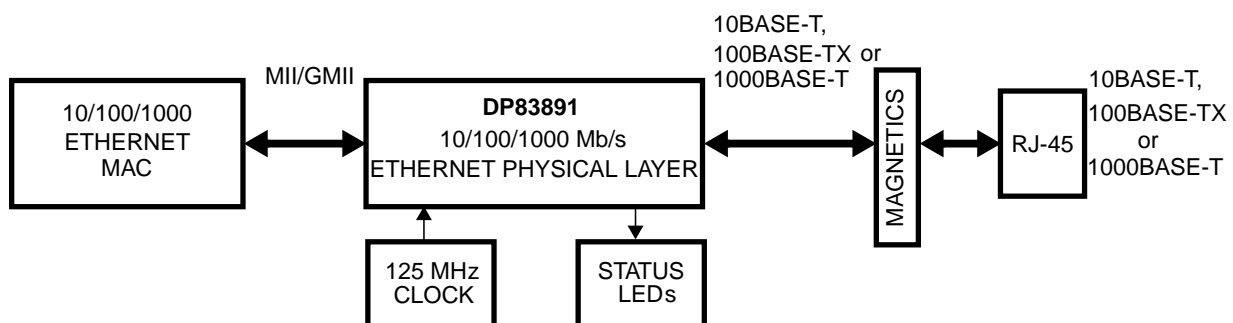 10/100/1000
ETHERNET
MAC
MII/GMII
DP83891
10/100/1000 Mb/s
ETHERNET PHYSICAL LAYER
125 MHz
CLOCK
STATUS
LEDs
10BASE-T,
100BASE-TX or
1000BASE-T
MAGNETICS
RJ-45
10BASE-T,
100BASE-TX
or
1000BASE-T